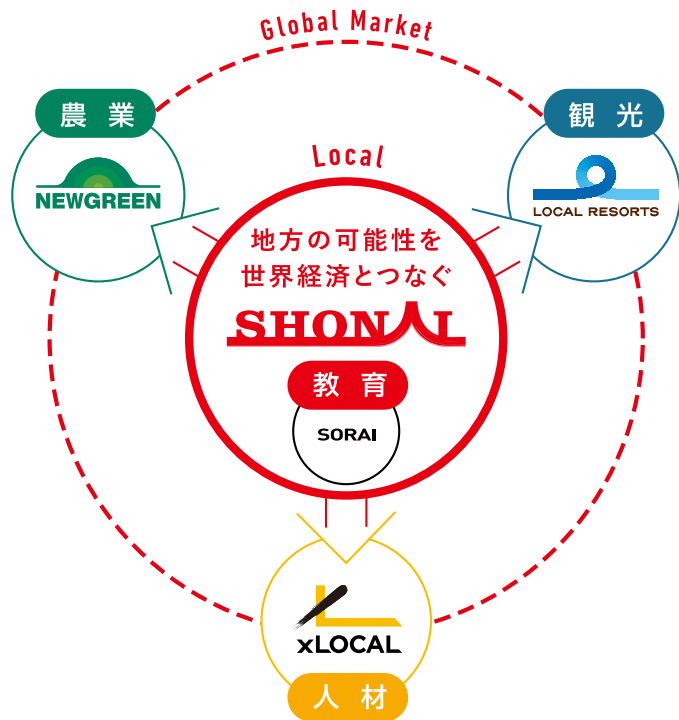 Global Market
農業
NEWGREEN
観光
LOCAL RESORTS
Local
地方の可能性を
世界経済とつなぐ
SHONAI
教育
SORAI
xLOCAL
人材